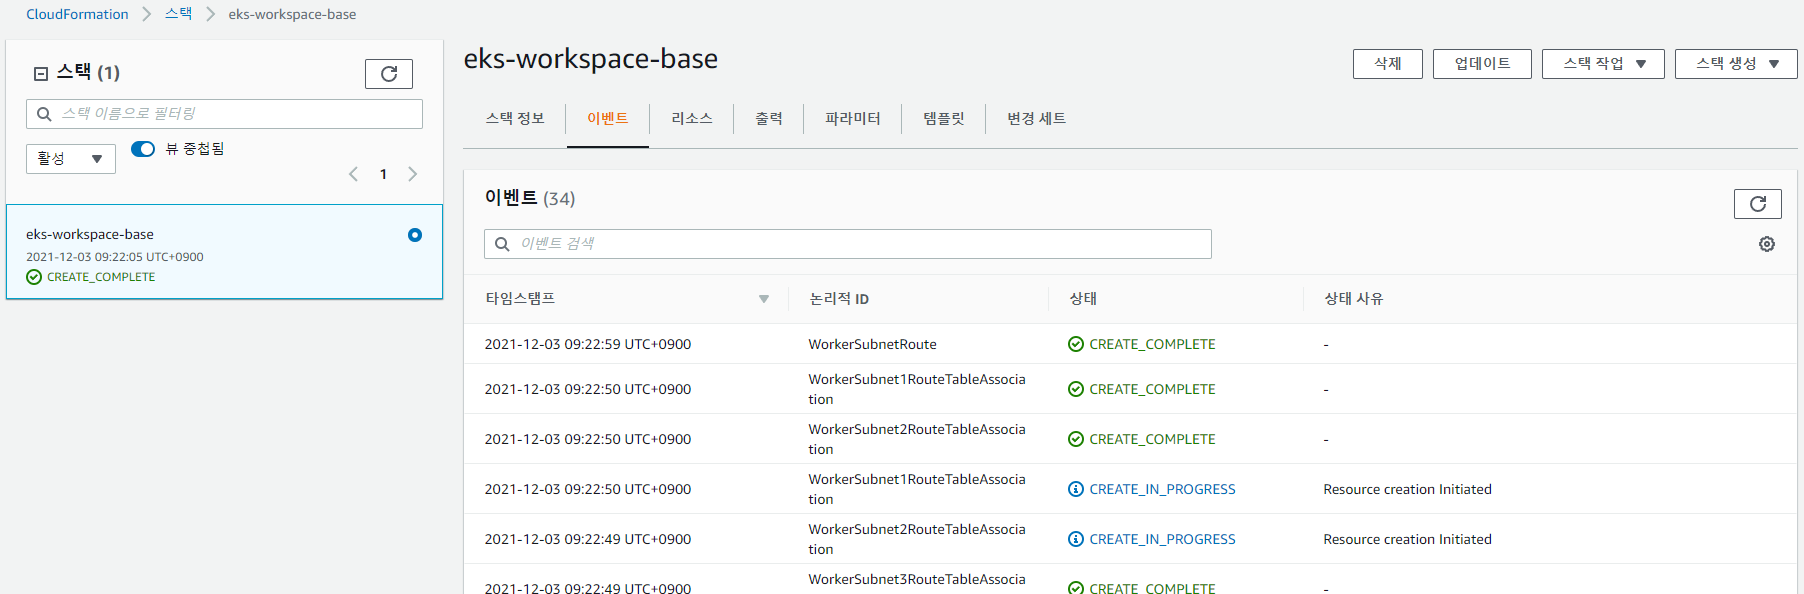 CloudFormation > 스택 > eks-workspace-base
스택 (1)
스택 이름으로 필터링
활성
뷰 중첩됨
1
eks-workspace-base
2021-12-03 09:22:05 UTC+0900
CREATE_COMPLETE
eks-workspace-base
삭제 업데이트 스택 작업 스택 생성
스택 정보 이벤트 리소스 출력 파라미터 템플릿 변경 세트
이벤트 (34)
이벤트 검색
타임스탬프 논리적 ID 상태 상태 사유
2021-12-03 09:22:59 UTC+0900 WorkerSubnetRoute CREATE_COMPLETE -
2021-12-03 09:22:50 UTC+0900 WorkerSubnet1RouteTableAssocia
tion CREATE_COMPLETE -
2021-12-03 09:22:50 UTC+0900 WorkerSubnet2RouteTableAssocia
tion CREATE_COMPLETE -
2021-12-03 09:22:50 UTC+0900 WorkerSubnet1RouteTableAssocia
tion CREATE_IN_PROGRESS Resource creation Initiated
2021-12-03 09:22:49 UTC+0900 WorkerSubnet2RouteTableAssocia
tion CREATE_IN_PROGRESS Resource creation Initiated
2021-12-03 09:22:49 UTC+0900 WorkerSubnet3RouteTableAssocia
CREATE_COMPLETE -